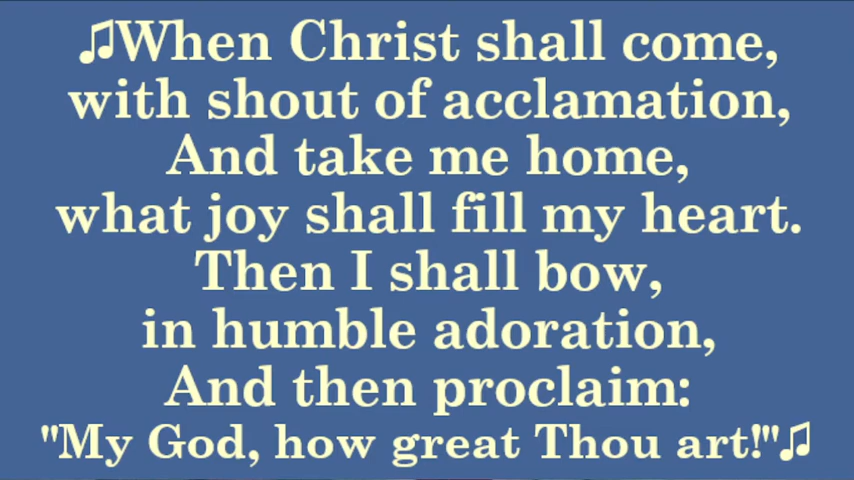 ♫When Christ shall come,
with shout of acclamation,
And take me home,
what joy shall fill my heart.
Then I shall bow,
in humble adoration,
And then proclaim:
"My God, how great Thou art!"♫